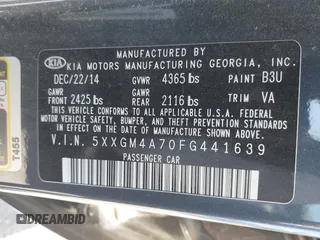 KIA KIA MOTORS MANUFACTURING GEORGIA, INC.
DEC/22/14 GVWR 4365 lbs PAINT B3U
GAWR FRONT 2425 lbs GAWR REAR 2116 lbs TRIM VA
THIS VEHICLE CONFORMS TO ALL APPLICABLE FEDERAL
MOTOR VEHICLE SAFETY, BUMPER, AND THEFT PREVENTION
STANDARDS IN EFFECT ON THE DATE OF MANUFACTURE
SHOWN ABOVE.
V.I.N. 5XXGM4A70FG441639
PASSENGER CAR
T455
DREAMBID